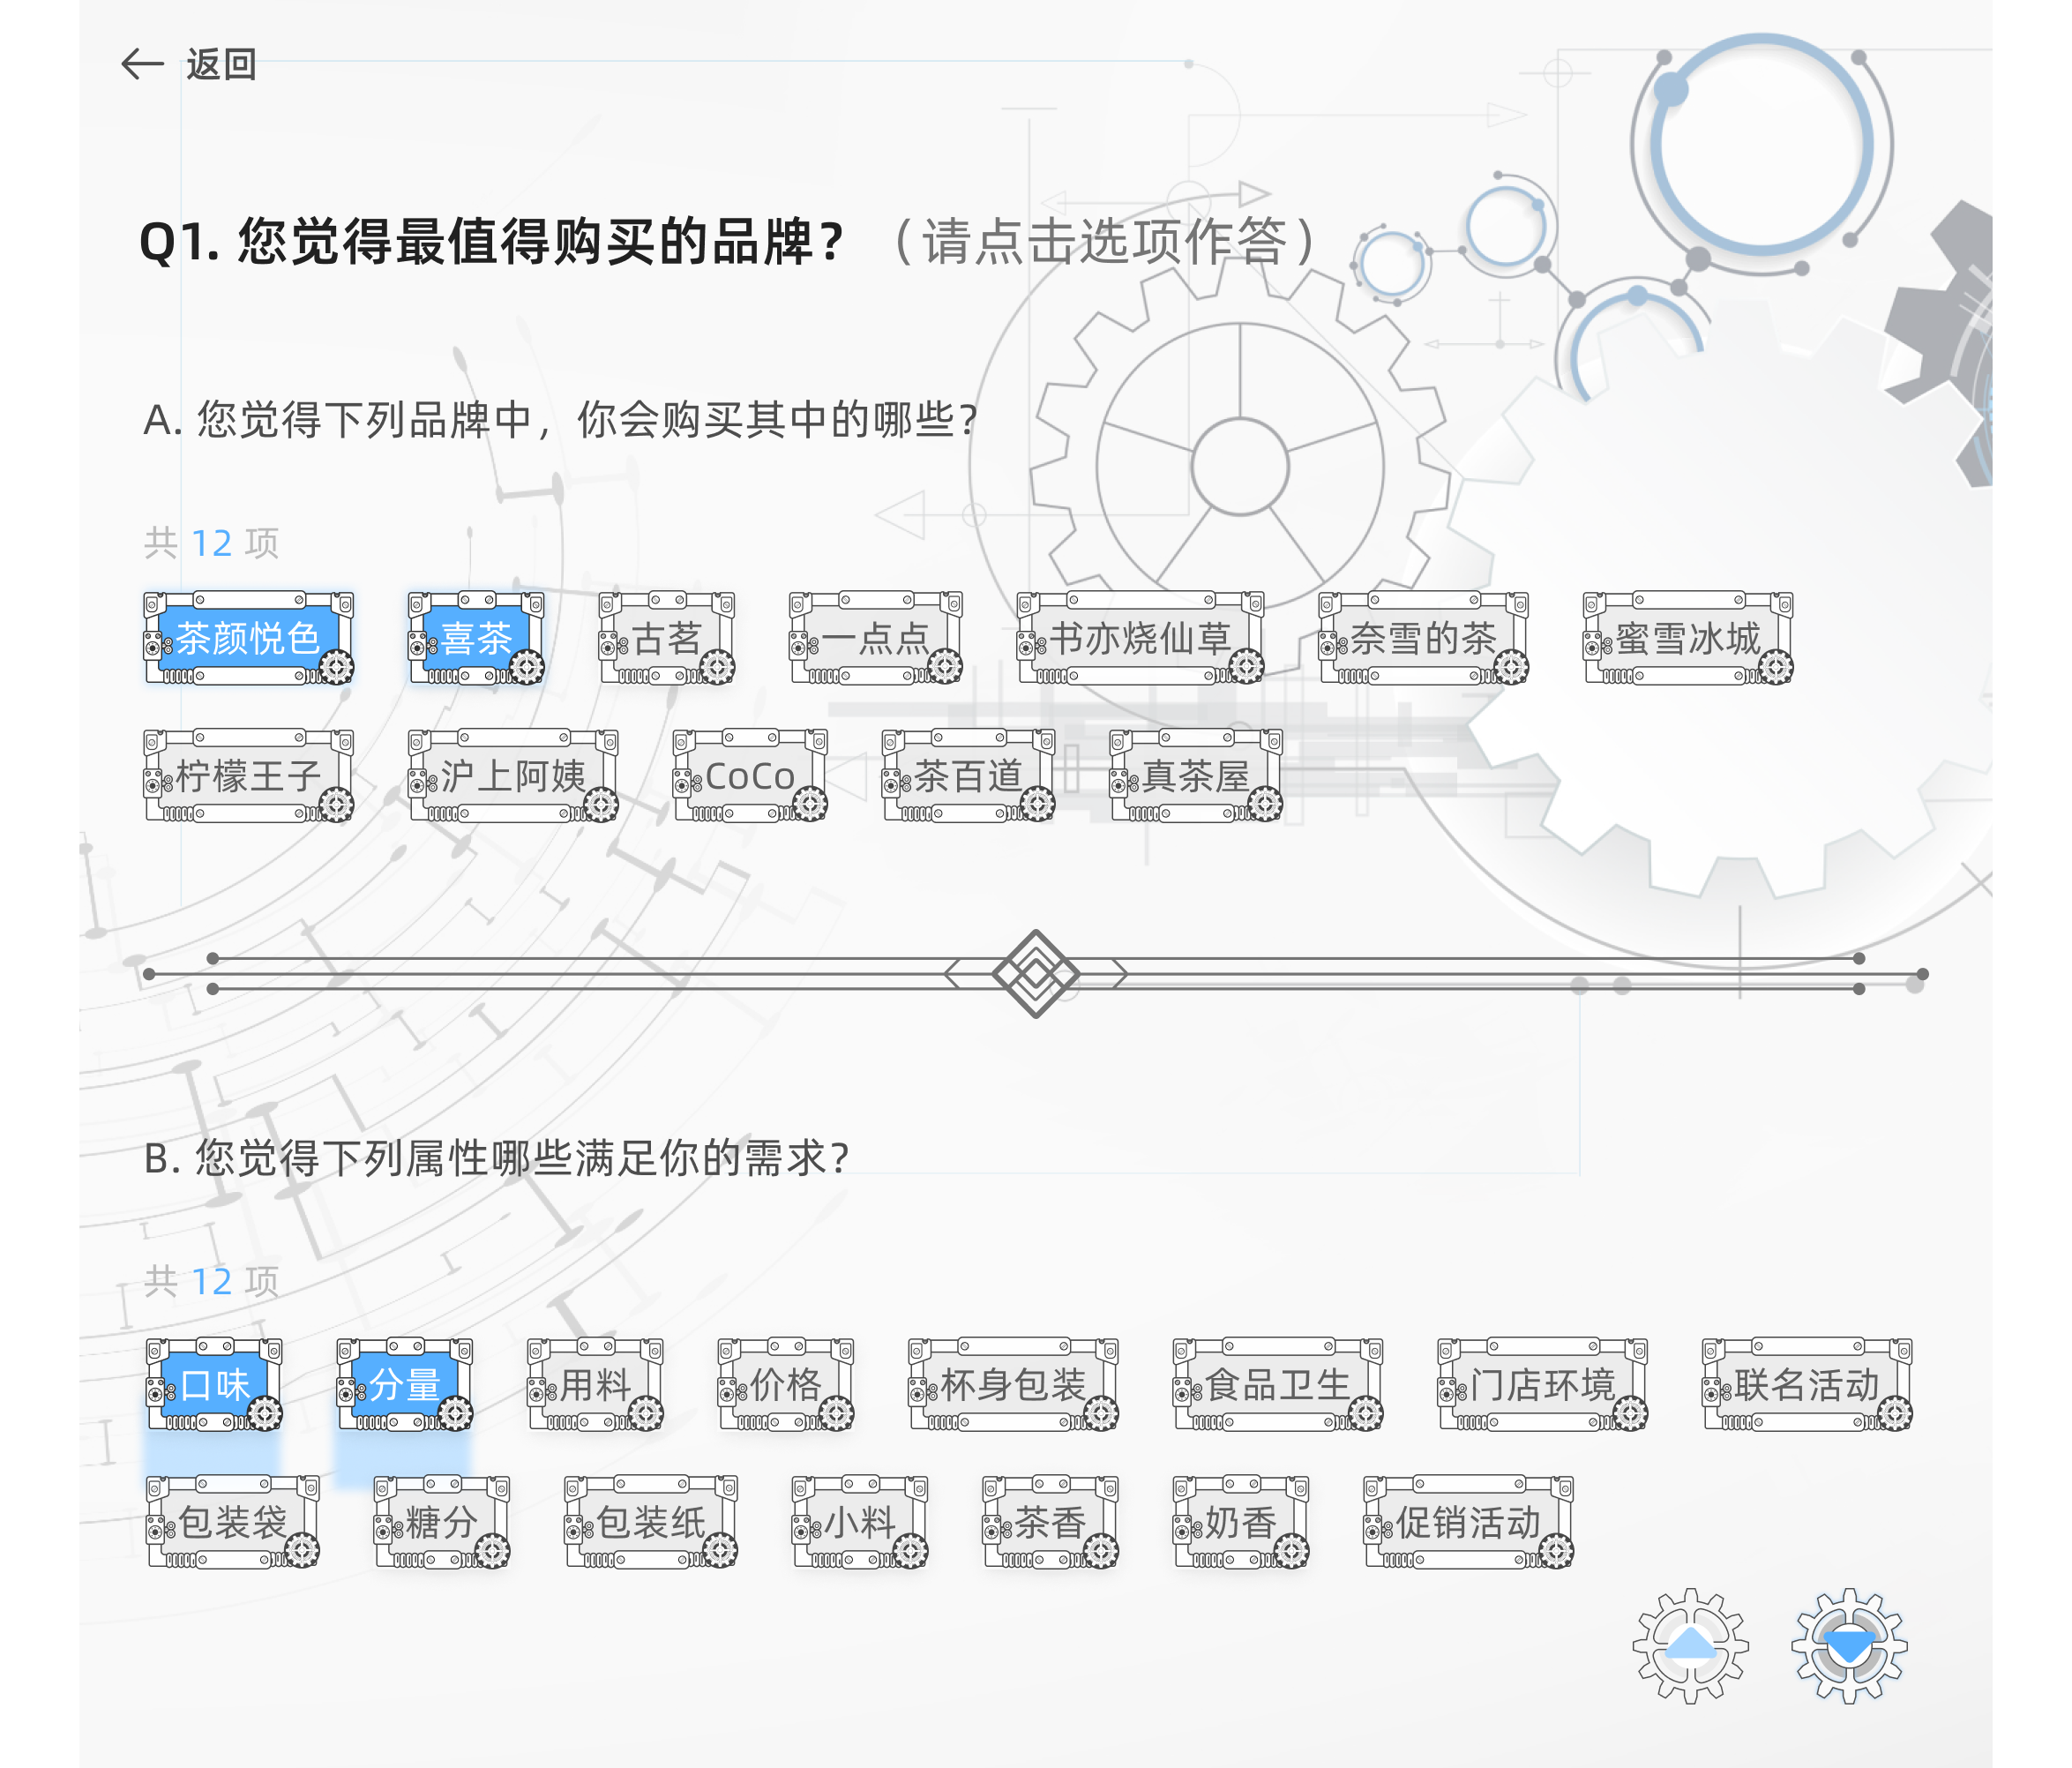 返回
Q1. 您觉得最值得购买的品牌？（请点击选项作答）
A. 您觉得下列品牌中，你会购买其中的哪些？
共 12 项
茶颜悦色 喜茶 古茗 一点点 书亦烧仙草 奈雪的茶 蜜雪冰城
柠檬王子 沪上阿姨 CoCo 茶百道 真茶屋
B. 您觉得下列属性哪些满足你的需求？
共 12 项
口味 分量 用料 价格 杯身包装 食品卫生 门店环境 联名活动
包装袋 糖分 包装纸 小料 茶香 奶香 促销活动